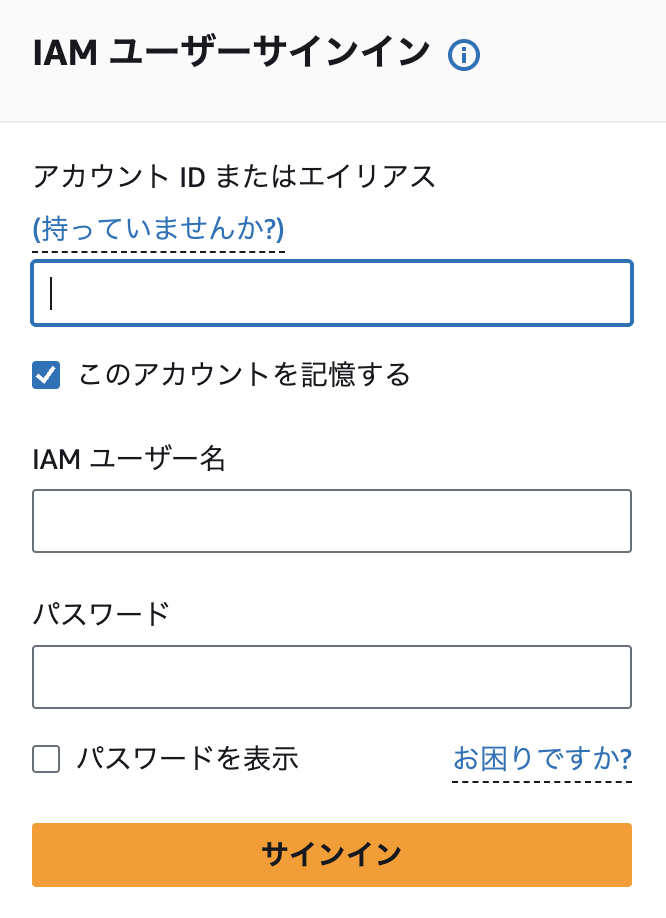 IAM ユーザーサインイン
アカウント ID またはエイリアス
(持っていませんか?)
このアカウントを記憶する
IAM ユーザー名
パスワード
パスワードを表示
お困りですか?
サインイン